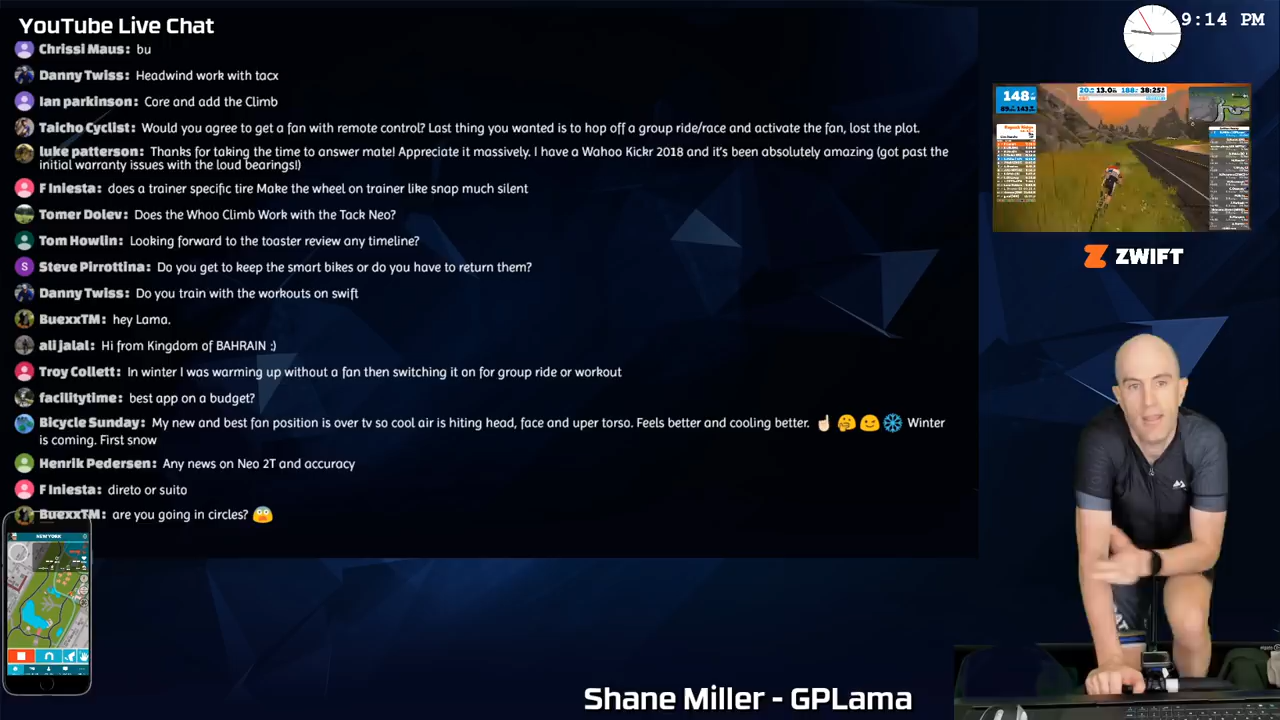 YouTube Live Chat
9:14 PM
Chrissi Maus: bu
Danny Twiss: Headwind work with tacx
Ian parkinson: Core and add the Climb
Talcho Cyclist: Would you agree to get a fan with remote control? Last thing you wanted is to hop off a group ride/race and activate the fan, lost the plot.
luke patterson: Thanks for taking the time to answer man! Appreciate it massively. I own a Wahoo Kickr 2018 and it's been absolutely amazing (got past the
initial warranty issues with the loud bearings!)
F Iniesta: does a trainer specific tire Make the wheel on trainer like snap much silent
Tomer Dolev: Does the Whoo Climb Work with the Tack Neo?
Tom Howlin: Looking forward to the toaster review any timeline?
S Steve Pirrottina: Do you get to keep the smart bikes or do you have to return them?
Danny Twiss: Do you train with the workouts on swift
BuexxTM: hey Lama.
ali jalal: Hi from Kingdom of BAHRAIN :)
Troy Collett: In winter I was warming up without a fan then switching it on for group ride or workout
facilitytime: best app on a budget?
Bicycle Sunday: My new and best fan position is over tv so cool air is hiting head, face and uper torso. Feels better and cooling better. ☝🏻 🤔 😉 ❄️ Winter
is coming. First snow
Henrik Pedersen: Any news on Neo 2T and accuracy
F Iniesta: direto or suito
BuexxTM: are you going in circles? 😨
148
20
13.0
188
38:25
ZWIFT
NEW YORK
Shane Miller - GPLama